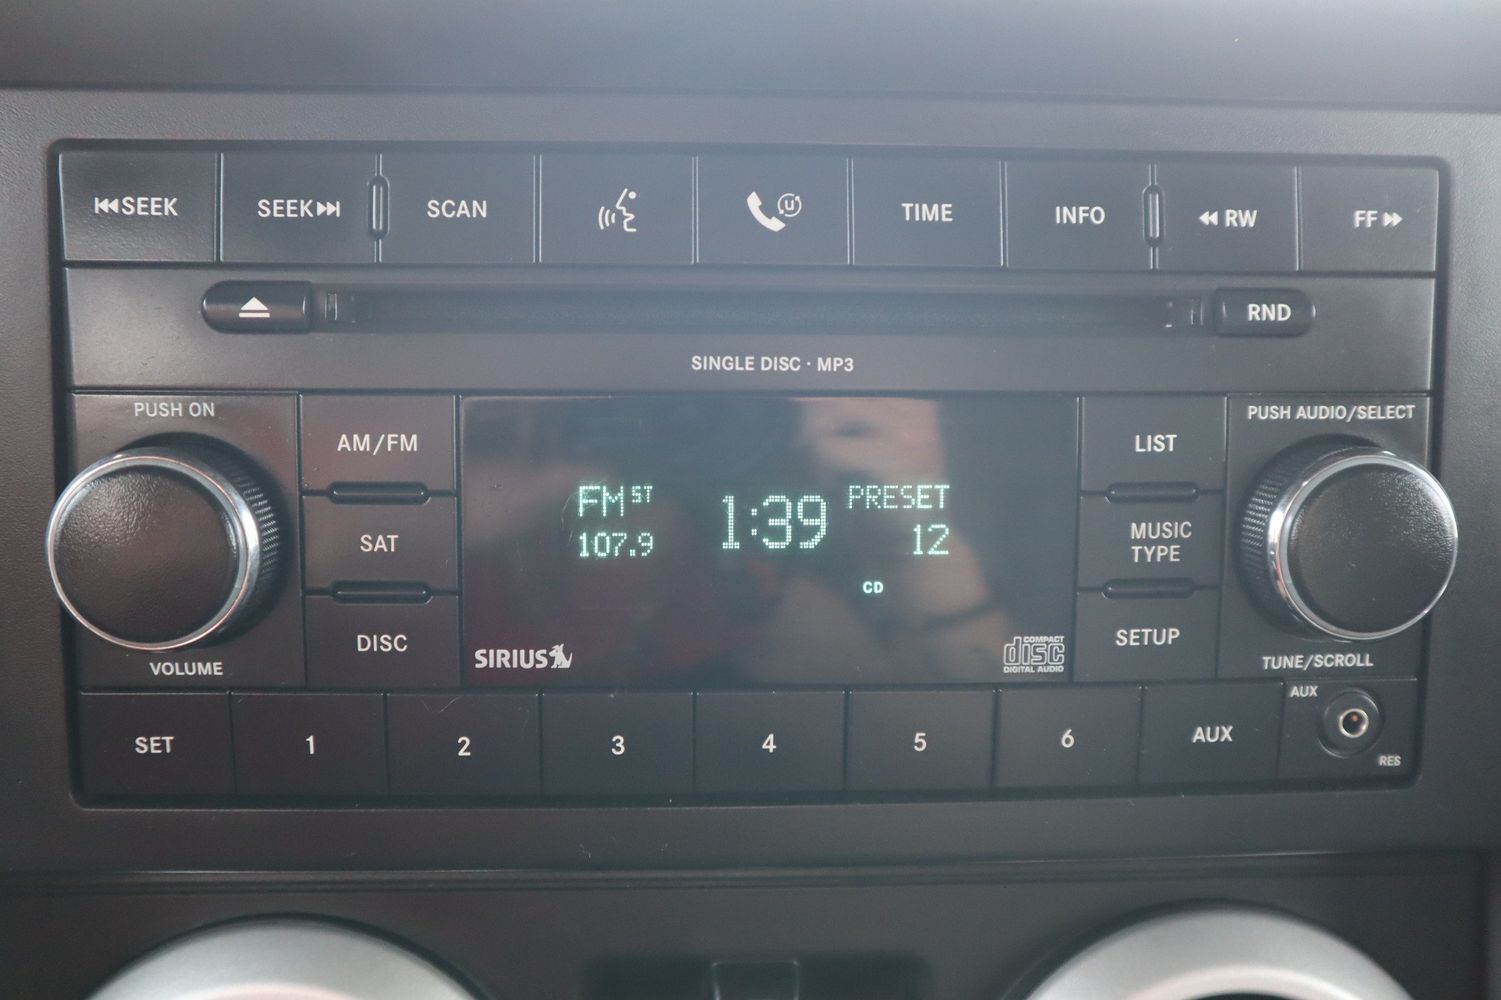 SEEK SEEK SCAN U TIME INFO RW FF
RND
SINGLE DISC · MP3
PUSH ON
VOLUME
AM/FM
SAT
DISC
FM ST
107.9
1:39
PRESET
12
CD
SIRIUS
COMPACT
disc
DIGITAL AUDIO
LIST
MUSIC
TYPE
SETUP
PUSH AUDIO/SELECT
TUNE/SCROLL
SET 1 2 3 4 5 6 AUX
AUX
RES